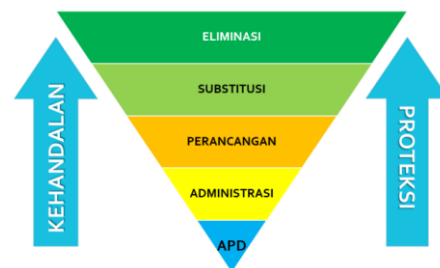 ELIMINASI
SUBSTITUSI
PERANCANGAN
ADMINISTRASI
APD
KEHANDALAN
PROTEKSI